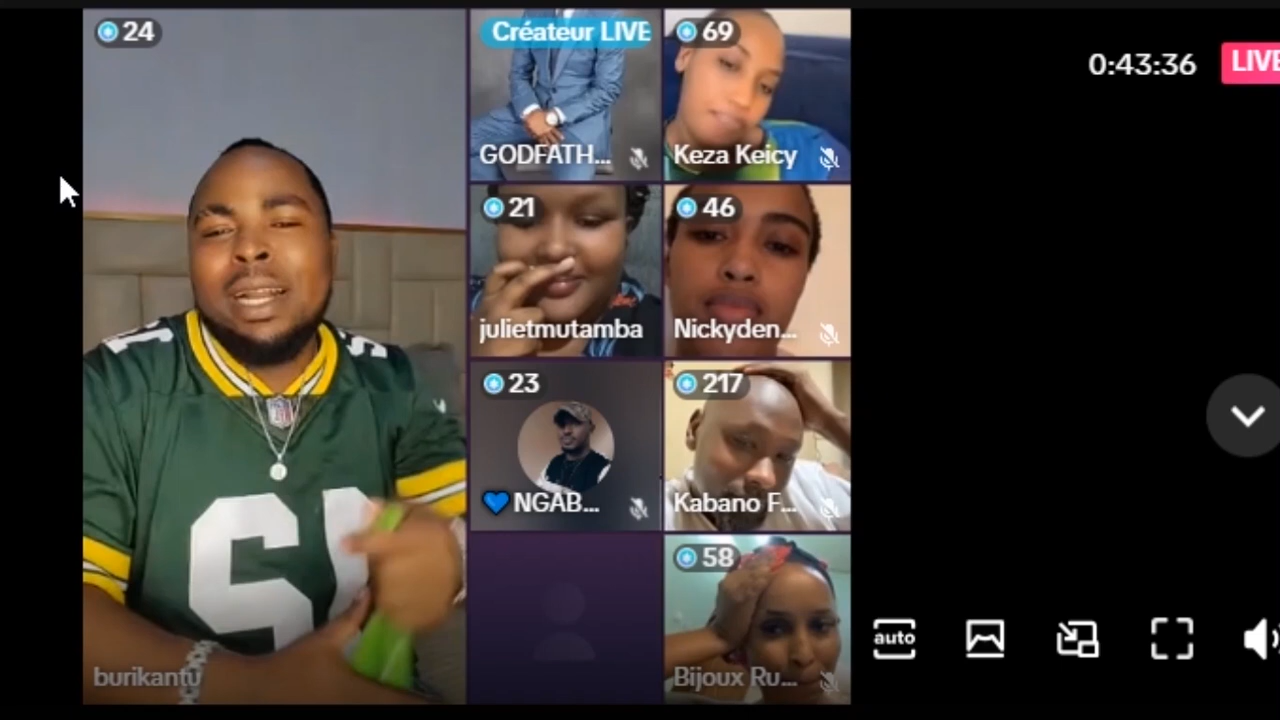 24
burikantu
Créateur LIVE
GODFATH...
69
Keza Keicy
21
julietmutamba
46
Nickyden...
23
💙 NGAB...
217
Kabano F...
58
Bijoux Ru...
0:43:36
LIVE
auto